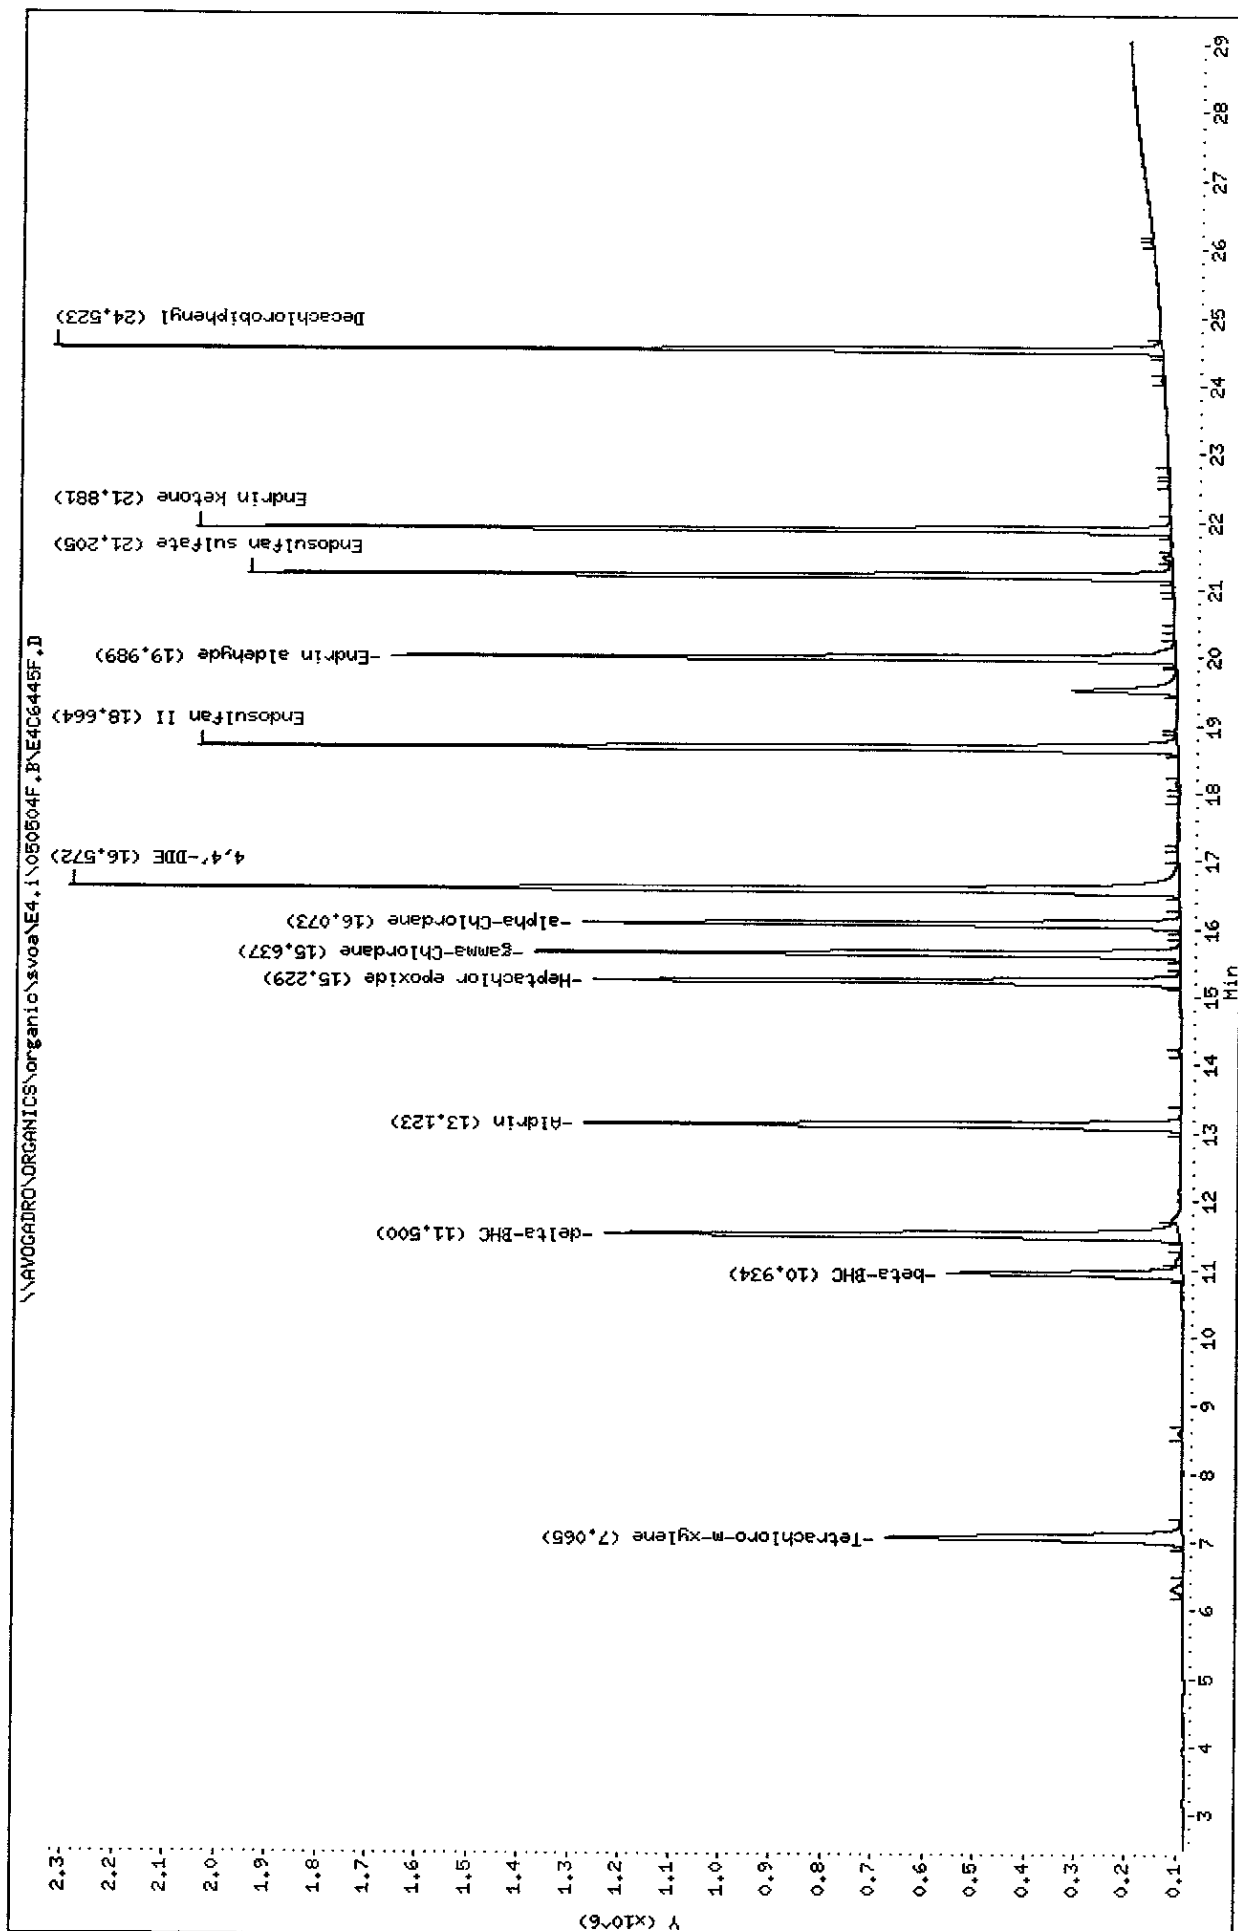 \\AVOGADRO\ORGANICS\organic\svoa\E4.i\050504F.B\E4C6445F.D
Y (x10^6)
2.3
2.2
2.1
2.0
1.9
1.8
1.7
1.6
1.5
1.4
1.3
1.2
1.1
1.0
0.9
0.8
0.7
0.6
0.5
0.4
0.3
0.2
0.1
-Tetrachloro-m-xylene (7.065)
-beta-BHC (10.934)
-delta-BHC (11.500)
-Aldrin (13.123)
-Heptachlor epoxide (15.229)
-gamma-Chlordane (15.637)
-alpha-Chlordane (16.073)
4,4'-DDE (16.572)
Endosulfan II (18.664)
-Endrin aldehyde (19.989)
Endosulfan sulfate (21.205)
Endrin ketone (21.881)
Decachlorobiphenyl (24.523)
3 4 5 6 7 8 9 10 11 12 13 14 15 16 17 18 19 20 21 22 23 24 25 26 27 28 29
Min